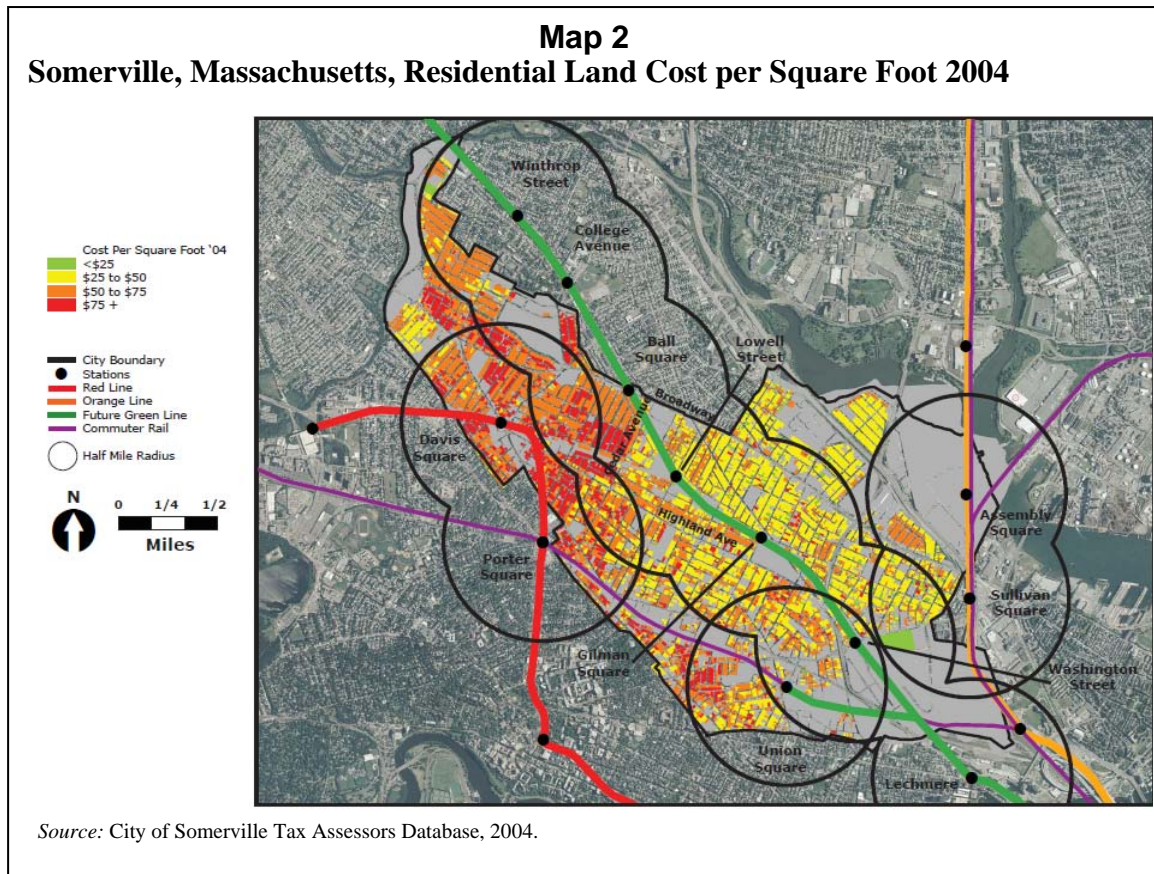 Map 2
Somerville, Massachusetts, Residential Land Cost per Square Foot 2004
Cost Per Square Foot '04
<$25
$25 to $50
$50 to $75
$75 +
City Boundary
Stations
Red Line
Orange Line
Future Green Line
Commuter Rail
Half Mile Radius
N
0 1/4 1/2
Miles
Winthrop
Street
College
Avenue
Ball
Square
Lowell
Street
Broadway
Cedar Avenue
Davis
Square
Highland Ave
Assembly
Square
Porter
Square
Sullivan
Square
Gilman
Square
Washington
Street
Union
Square
Lechmere
Source: City of Somerville Tax Assessors Database, 2004.